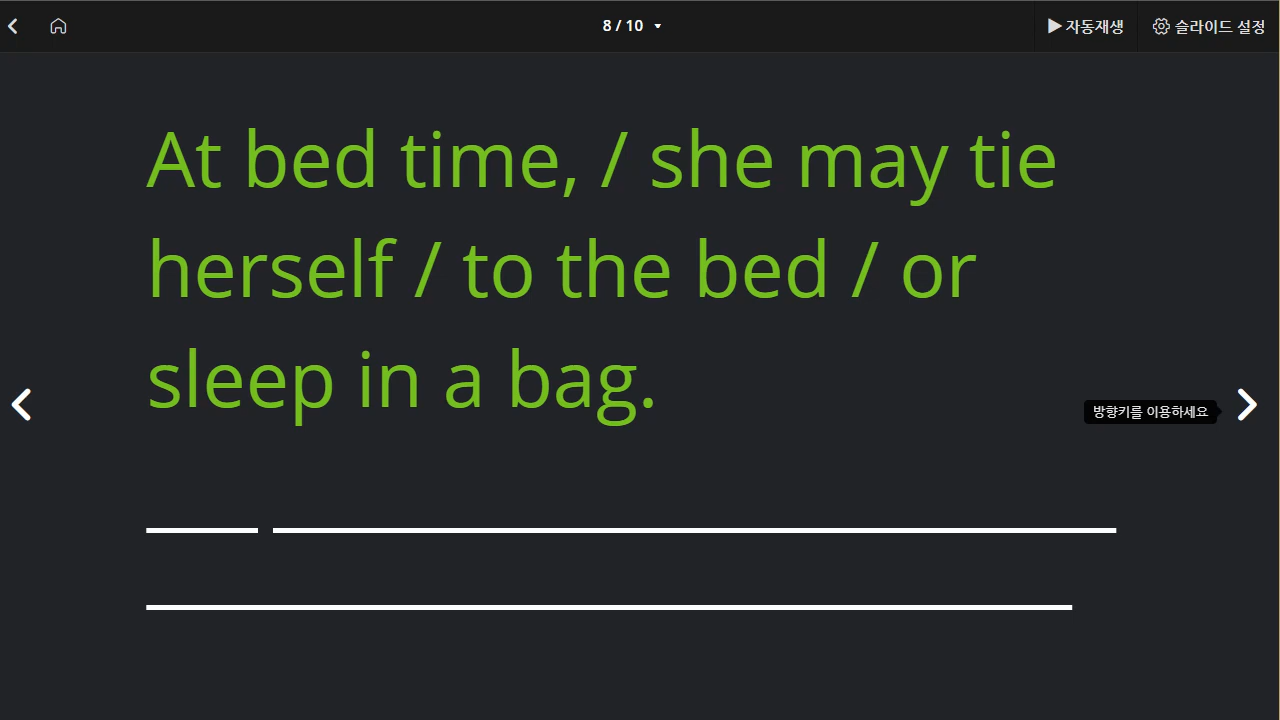 8 / 10
자동재생
슬라이드 설정
At bed time, / she may tie
herself / to the bed / or
sleep in a bag.
방향키를 이용하세요